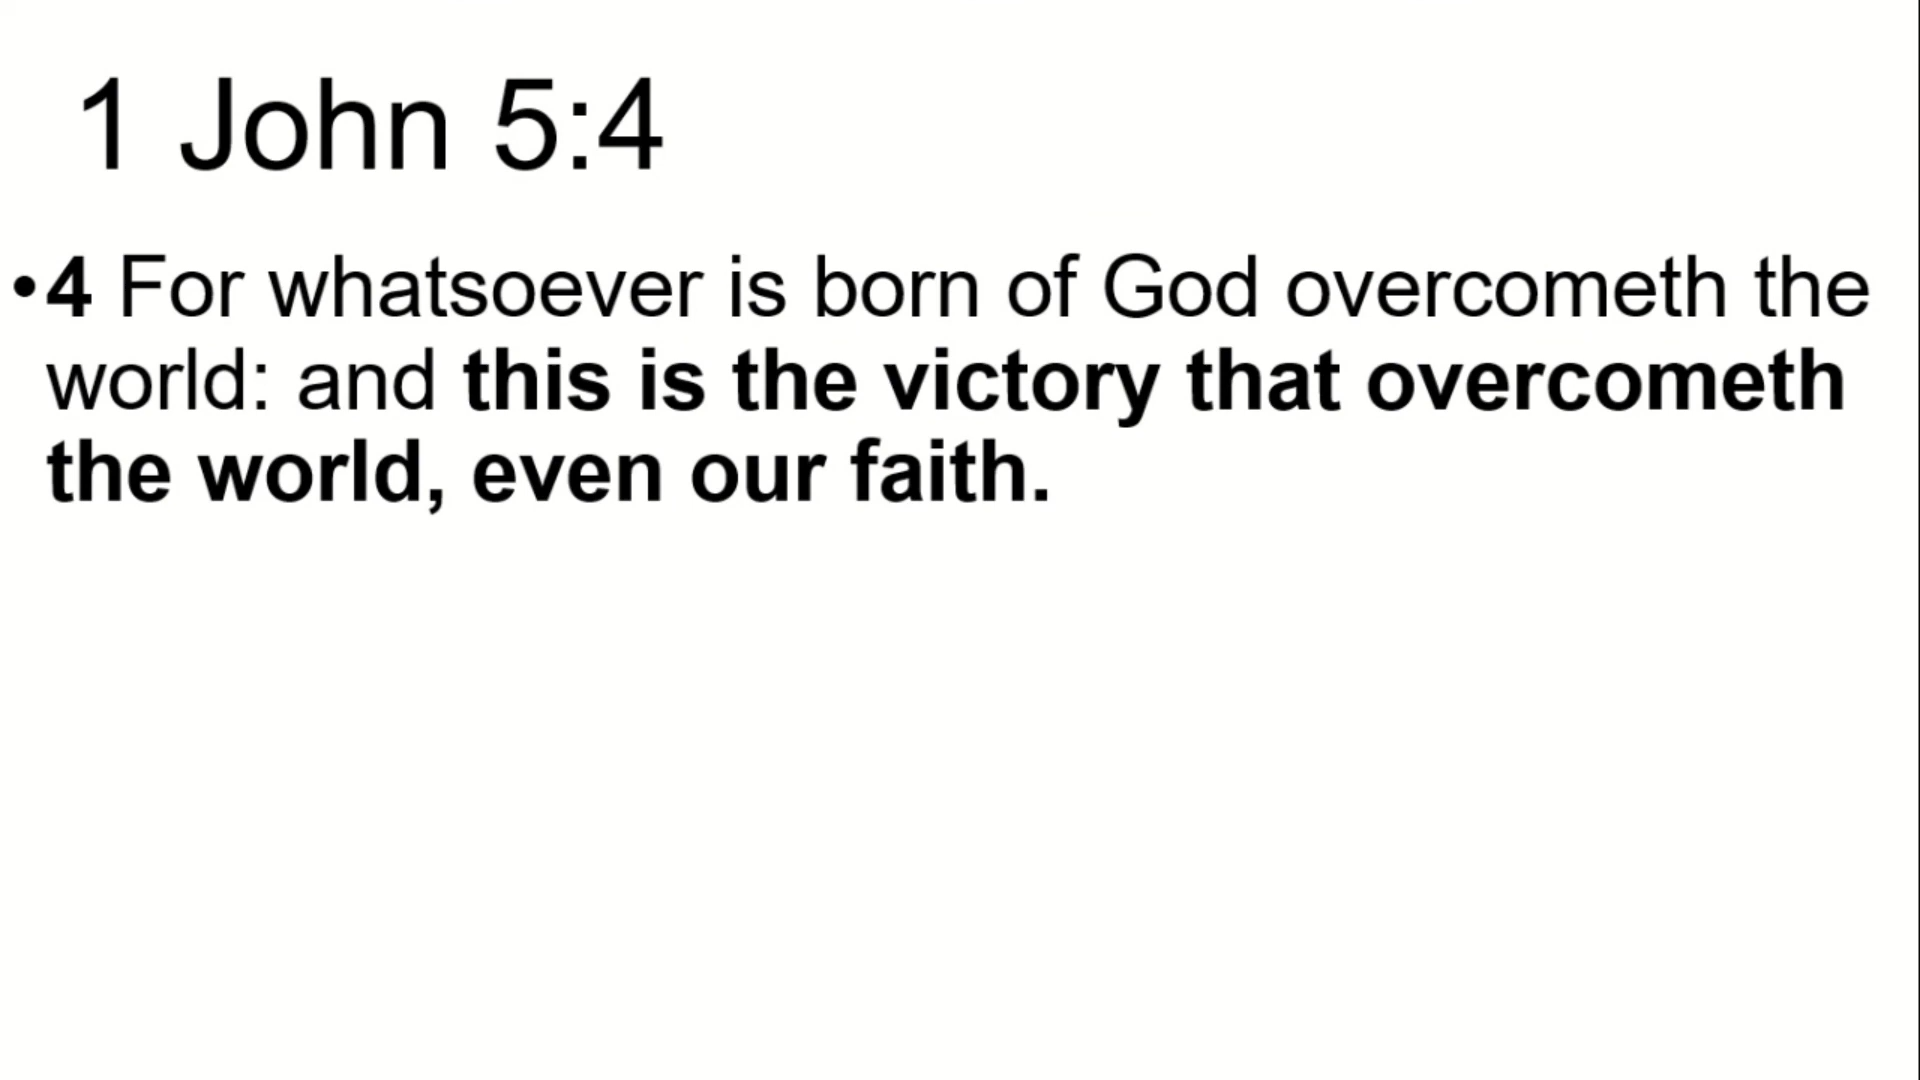 1 John 5:4
•4 For whatsoever is born of God overcometh the
world: and this is the victory that overcometh
the world, even our faith.